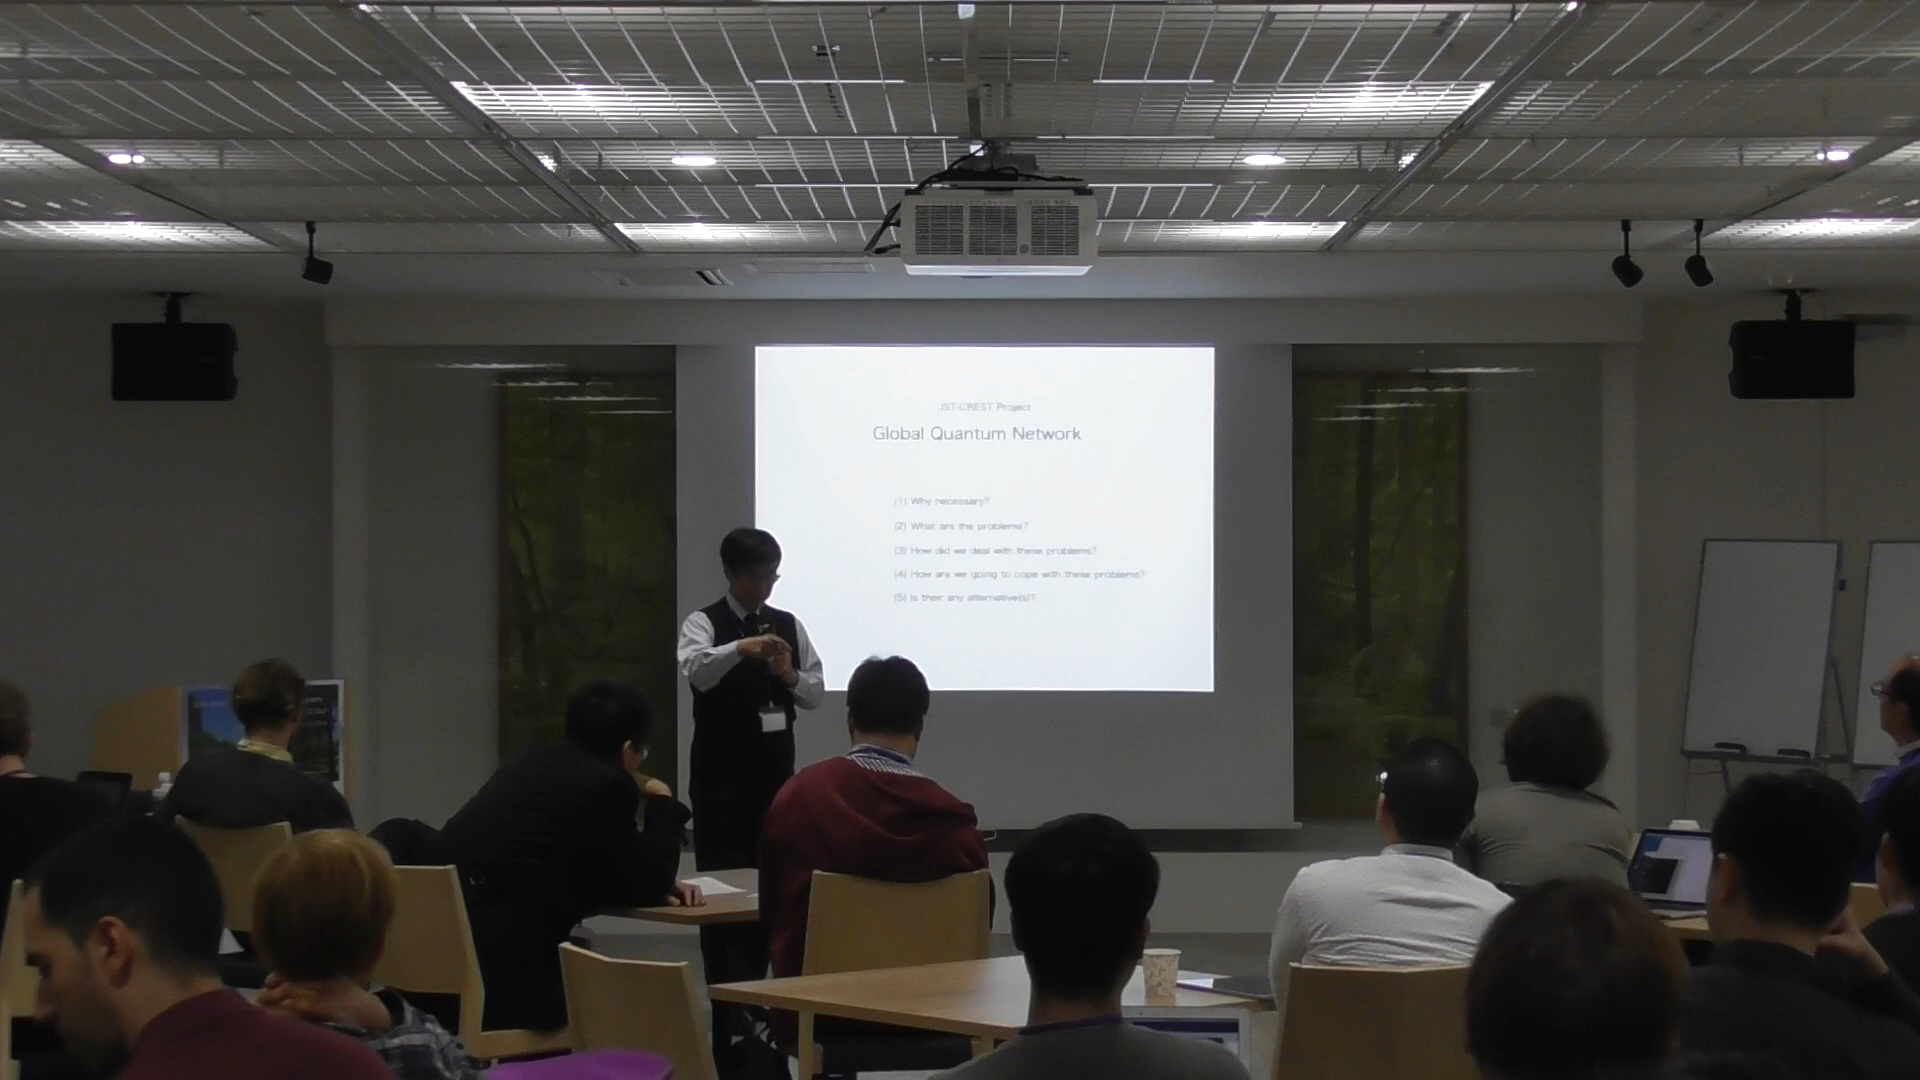 JST-CREST Project
Global Quantum Network
(1) Why necessary?
(2) What are the problems?
(3) How did we deal with these problems?
(4) How are we going to cope with these problems?
(5) Is their any alternative(s)?